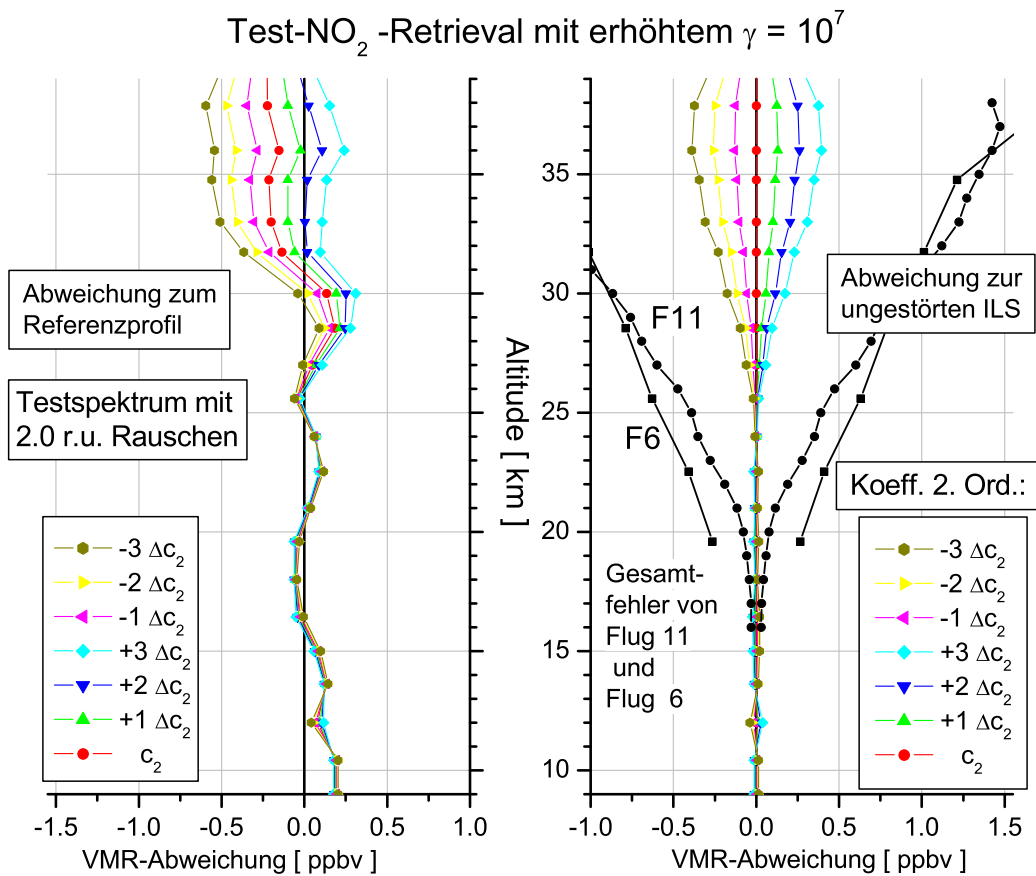 Test-NO₂ -Retrieval mit erhöhtem γ = 10⁷
Abweichung zum
Referenzprofil
Testspektrum mit
2.0 r.u. Rauschen
-3 Δc₂
-2 Δc₂
-1 Δc₂
+3 Δc₂
+2 Δc₂
+1 Δc₂
c₂
-1.5 -1.0 -0.5 0.0 0.5 1.0
VMR-Abweichung [ ppbv ]
Altitude [ km ]
35
30
25
20
15
10
Abweichung zur
ungestörten ILS
F11
F6
Koeff. 2. Ord.:
Gesamt-
fehler von
Flug 11
und
Flug 6
-3 Δc₂
-2 Δc₂
-1 Δc₂
+3 Δc₂
+2 Δc₂
+1 Δc₂
c₂
-1.0 -0.5 0.0 0.5 1.0 1.5
VMR-Abweichung [ ppbv ]